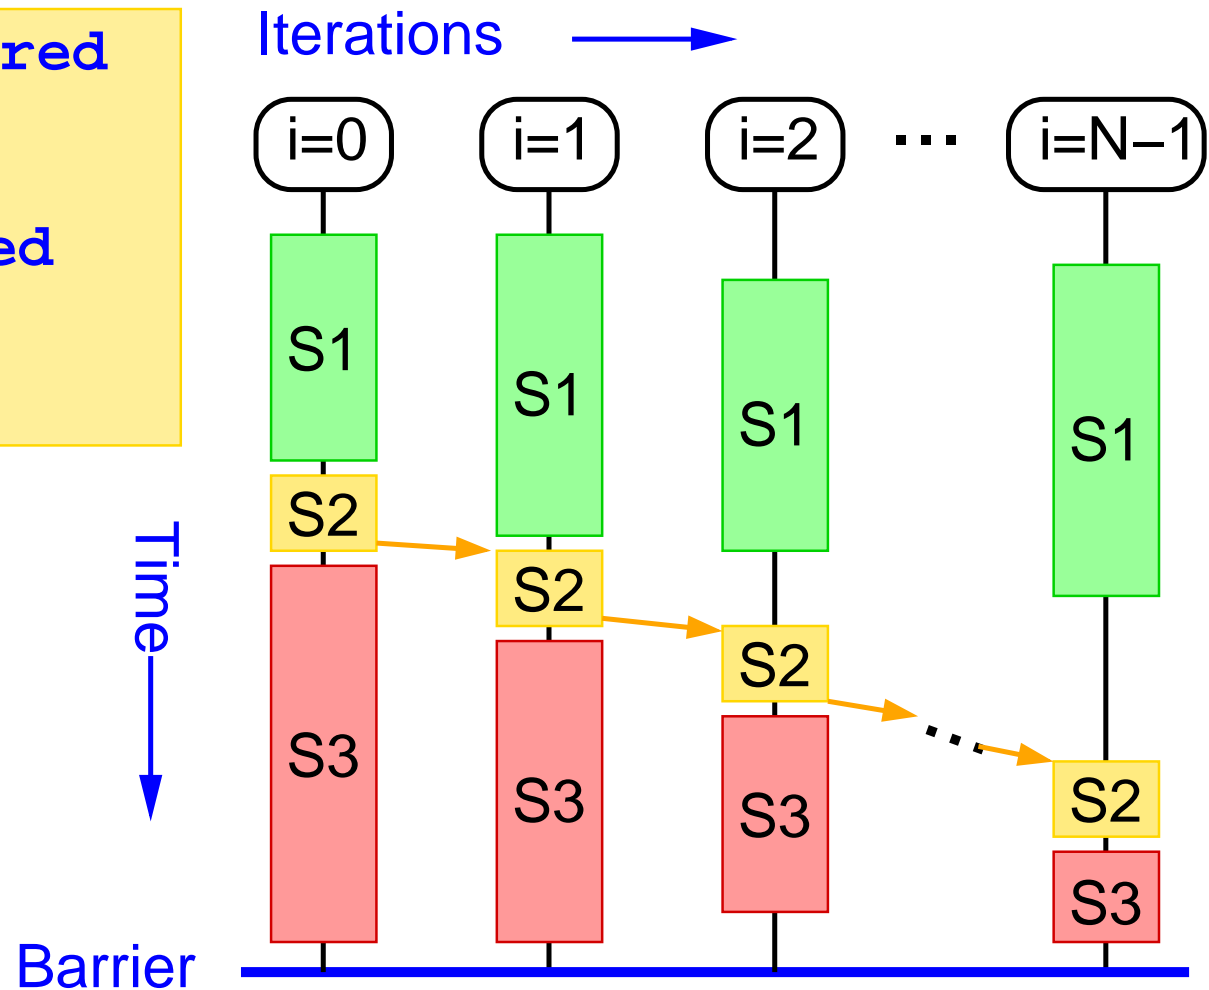 red
ed
Iterations
i=0 i=1 i=2 ... i=N−1
S1 S1 S1 S1
S2 S2 S2 S2
S3 S3 S3 S3
Time
Barrier